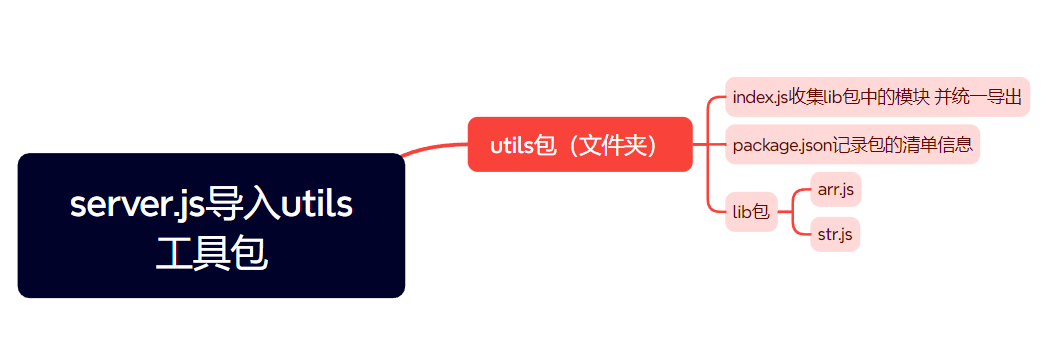 server.js导入utils
工具包
utils包（文件夹）
index.js收集lib包中的模块 并统一导出
package.json记录包的清单信息
lib包
arr.js
str.js